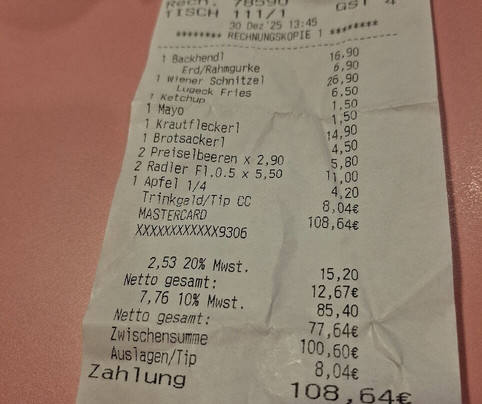 Rech. 78590 GST 4
TISCH 111/1
30 Dez'25 13:45
******** RECHNUNGSKOPIE 1 ********
1 Backhendl 16,90
Erd/Rahmgurke 6,90
1 Wiener Schnitzel 26,90
Lugeck Fries 6,50
1 Ketchup 1,50
1 Mayo 1,50
1 Krautfleckerl 14,90
1 Brotsackerl 4,50
2 Preiselbeeren x 2,90 5,80
2 Radler Fl.0.5 x 5,50 11,00
1 Apfel 1/4 4,20
Trinkgeld/Tip CC 8,04€
MASTERCARD 108,64€
XXXXXXXXXXXX9306
2,53 20% Mwst. 15,20
Netto gesamt: 12,67€
7,76 10% Mwst. 85,40
Netto gesamt: 77,64€
Zwischensumme 100,60€
Auslagen/Tip 8,04€
Zahlung 108,64€